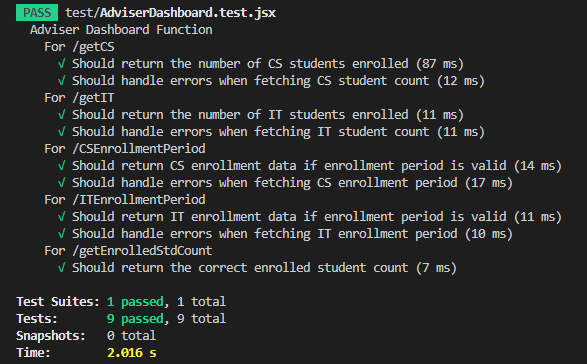 PASS test/AdviserDashboard.test.jsx
Adviser Dashboard Function
For /getCS
√ Should return the number of CS students enrolled (87 ms)
√ Should handle errors when fetching CS student count (12 ms)
For /getIT
√ Should return the number of IT students enrolled (11 ms)
√ Should handle errors when fetching IT student count (11 ms)
For /CSEnrollmentPeriod
√ Should return CS enrollment data if enrollment period is valid (14 ms)
√ Should handle errors when fetching CS enrollment period (17 ms)
For /ITEnrollmentPeriod
√ Should return IT enrollment data if enrollment period is valid (11 ms)
√ Should handle errors when fetching IT enrollment period (10 ms)
For /getEnrolledStdCount
√ Should return the correct enrolled student count (7 ms)
Test Suites: 1 passed, 1 total
Tests: 9 passed, 9 total
Snapshots: 0 total
Time: 2.016 s